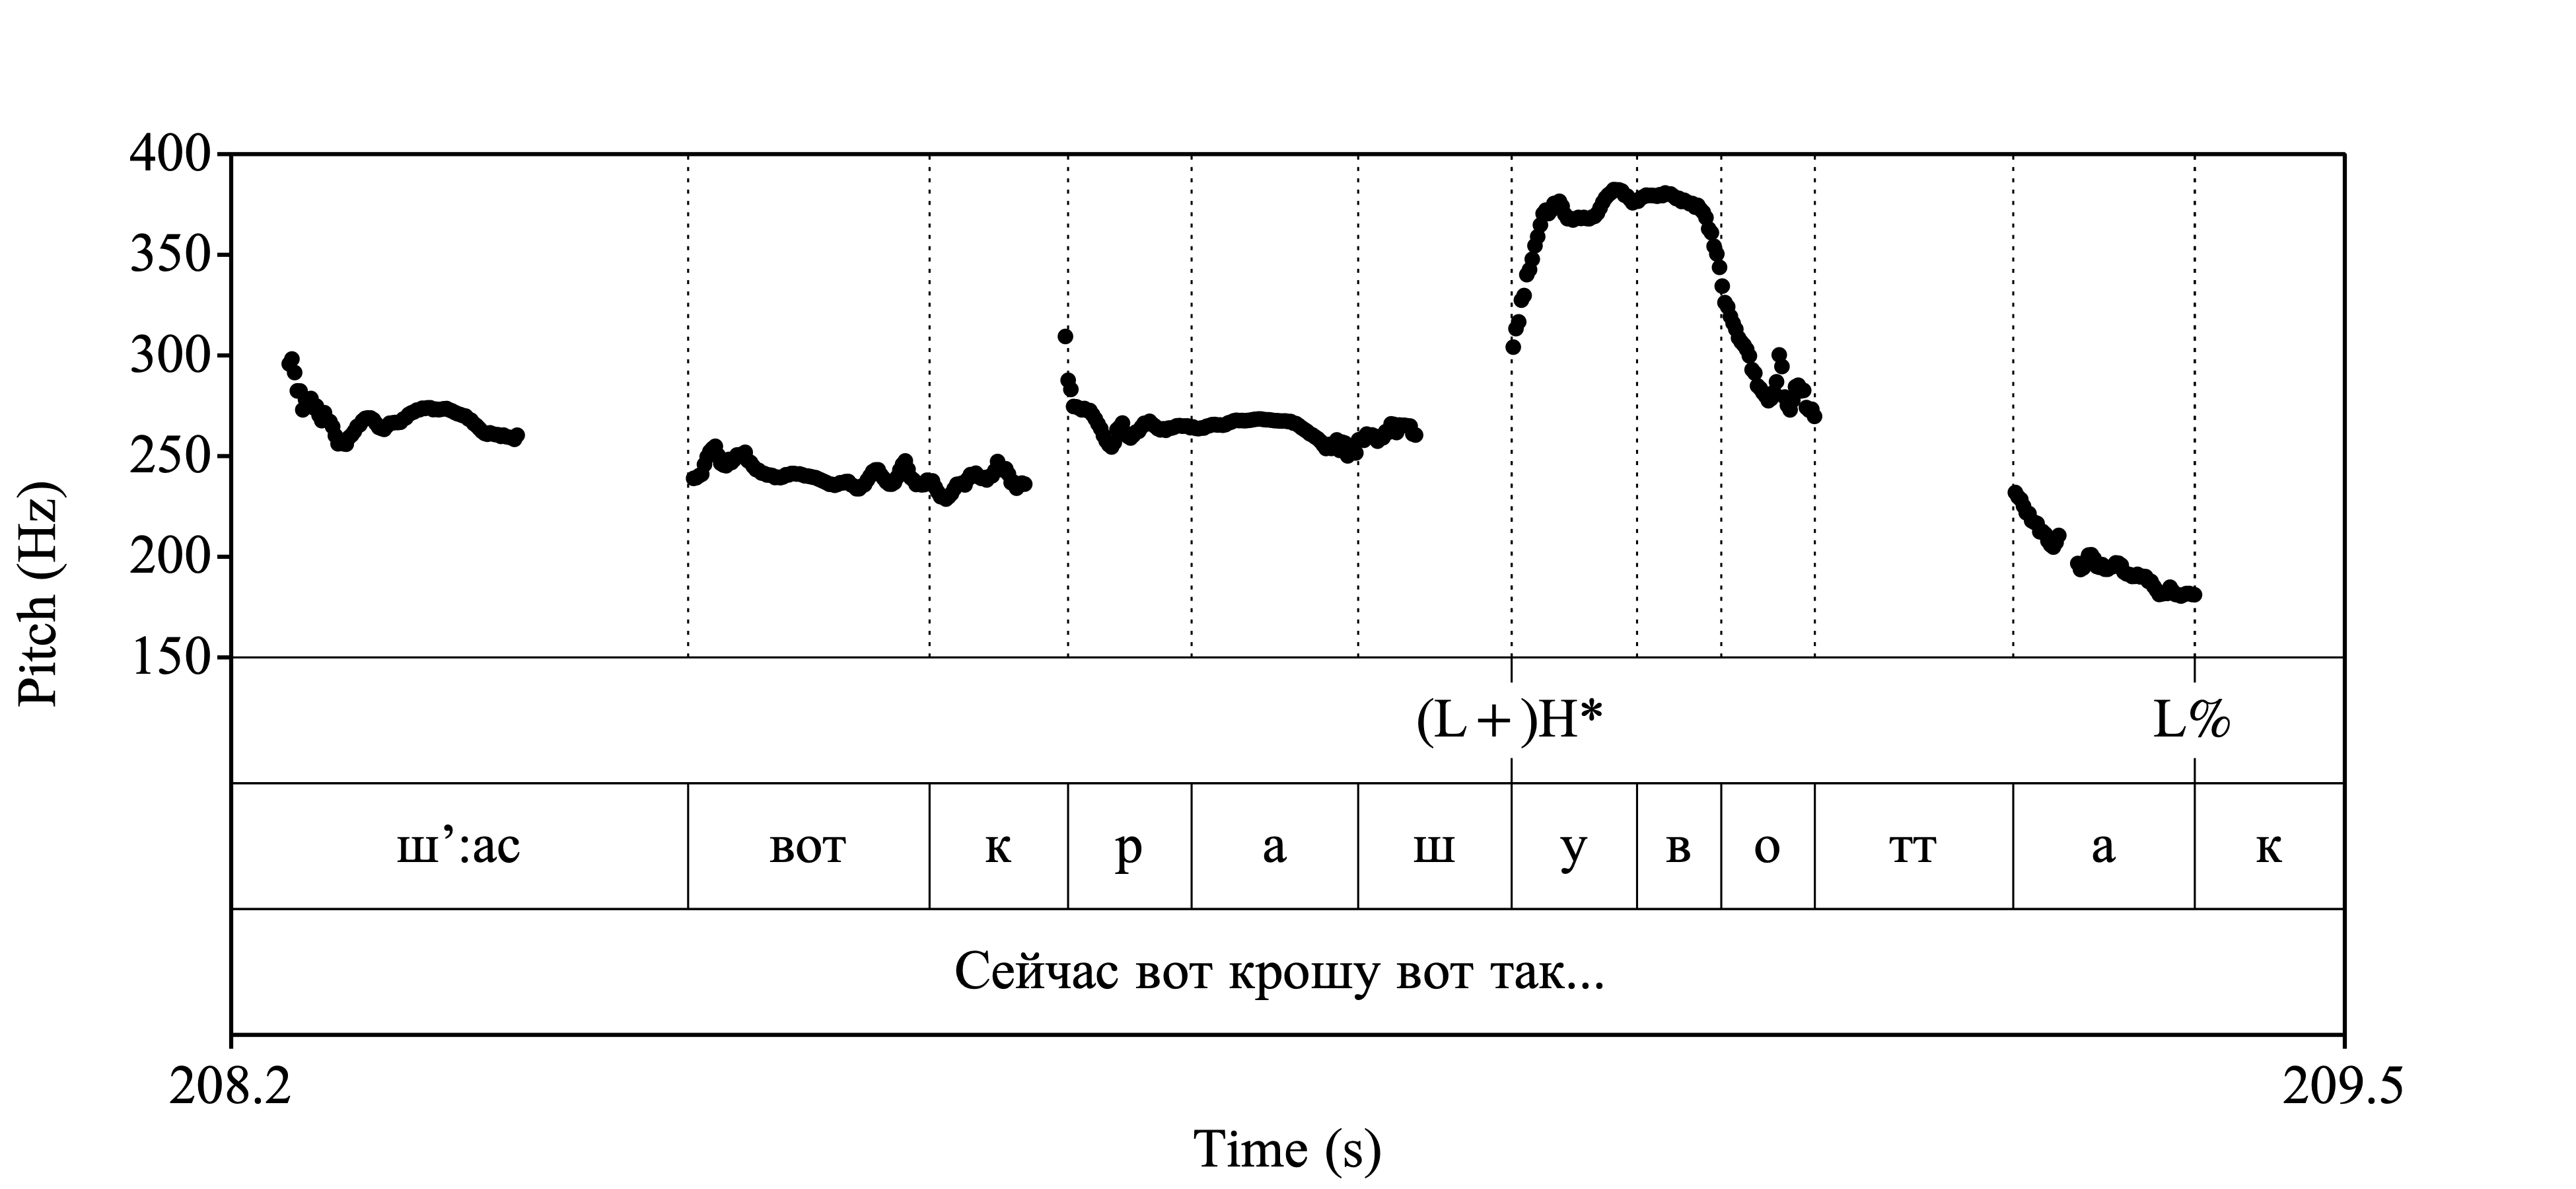 400
350
300
250
200
150
Pitch (Hz)
(L+)H* L%
ш’:ас вот к р а ш у в о тт а к
Сейчас вот крошу вот так...
208.2 209.5
Time (s)